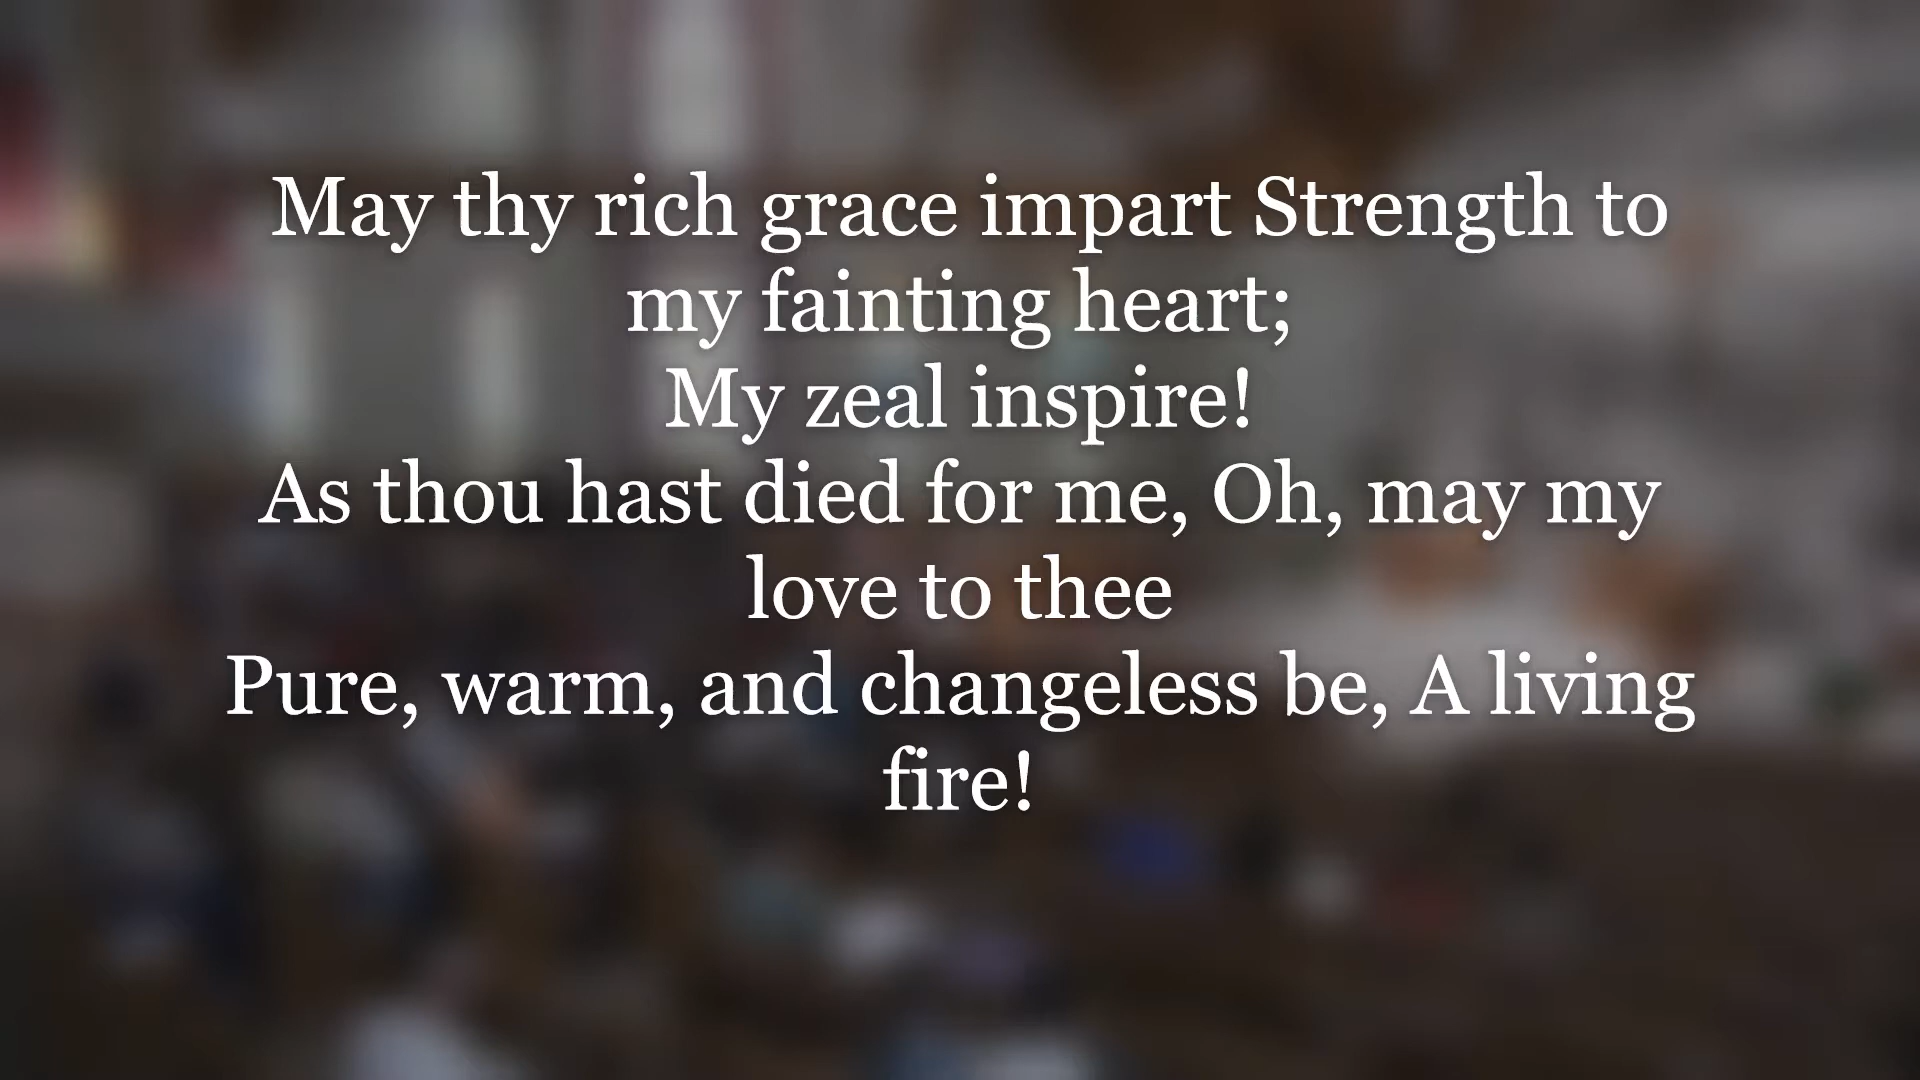 May thy rich grace impart Strength to
my fainting heart;
My zeal inspire!
As thou hast died for me, Oh, may my
love to thee
Pure, warm, and changeless be, A living
fire!